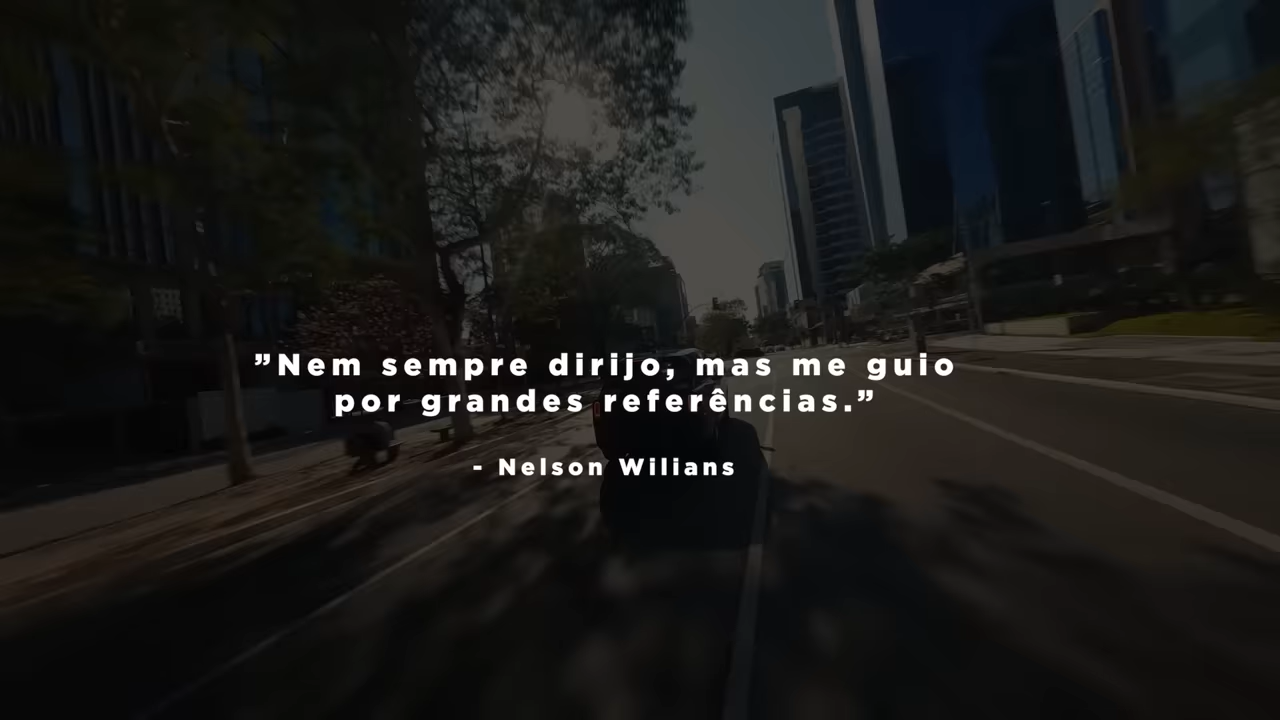 ”Nem sempre dirijo, mas me guio
por grandes referências.”
- Nelson Wilians